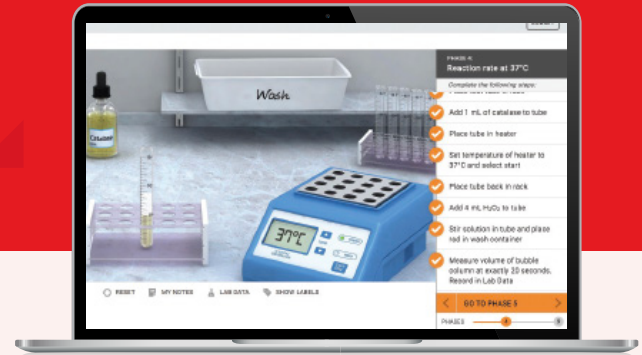 PHASE 4:
Reaction rate at 37°C
Complete the following steps:
Add 1 mL of catalase to tube
Place tube in heater
Set temperature of heater to
37°C and select start
Place tube back in rack
Add 4 mL H₂O₂ to tube
Stir solution in tube and place
rod in wash container
Measure volume of bubble
column at exactly 20 seconds.
Record in Lab Data
Wash
Catalase
37°C
RESET
MY NOTES
LAB DATA
SHOW LABELS
GO TO PHASE 5
PHASES
4